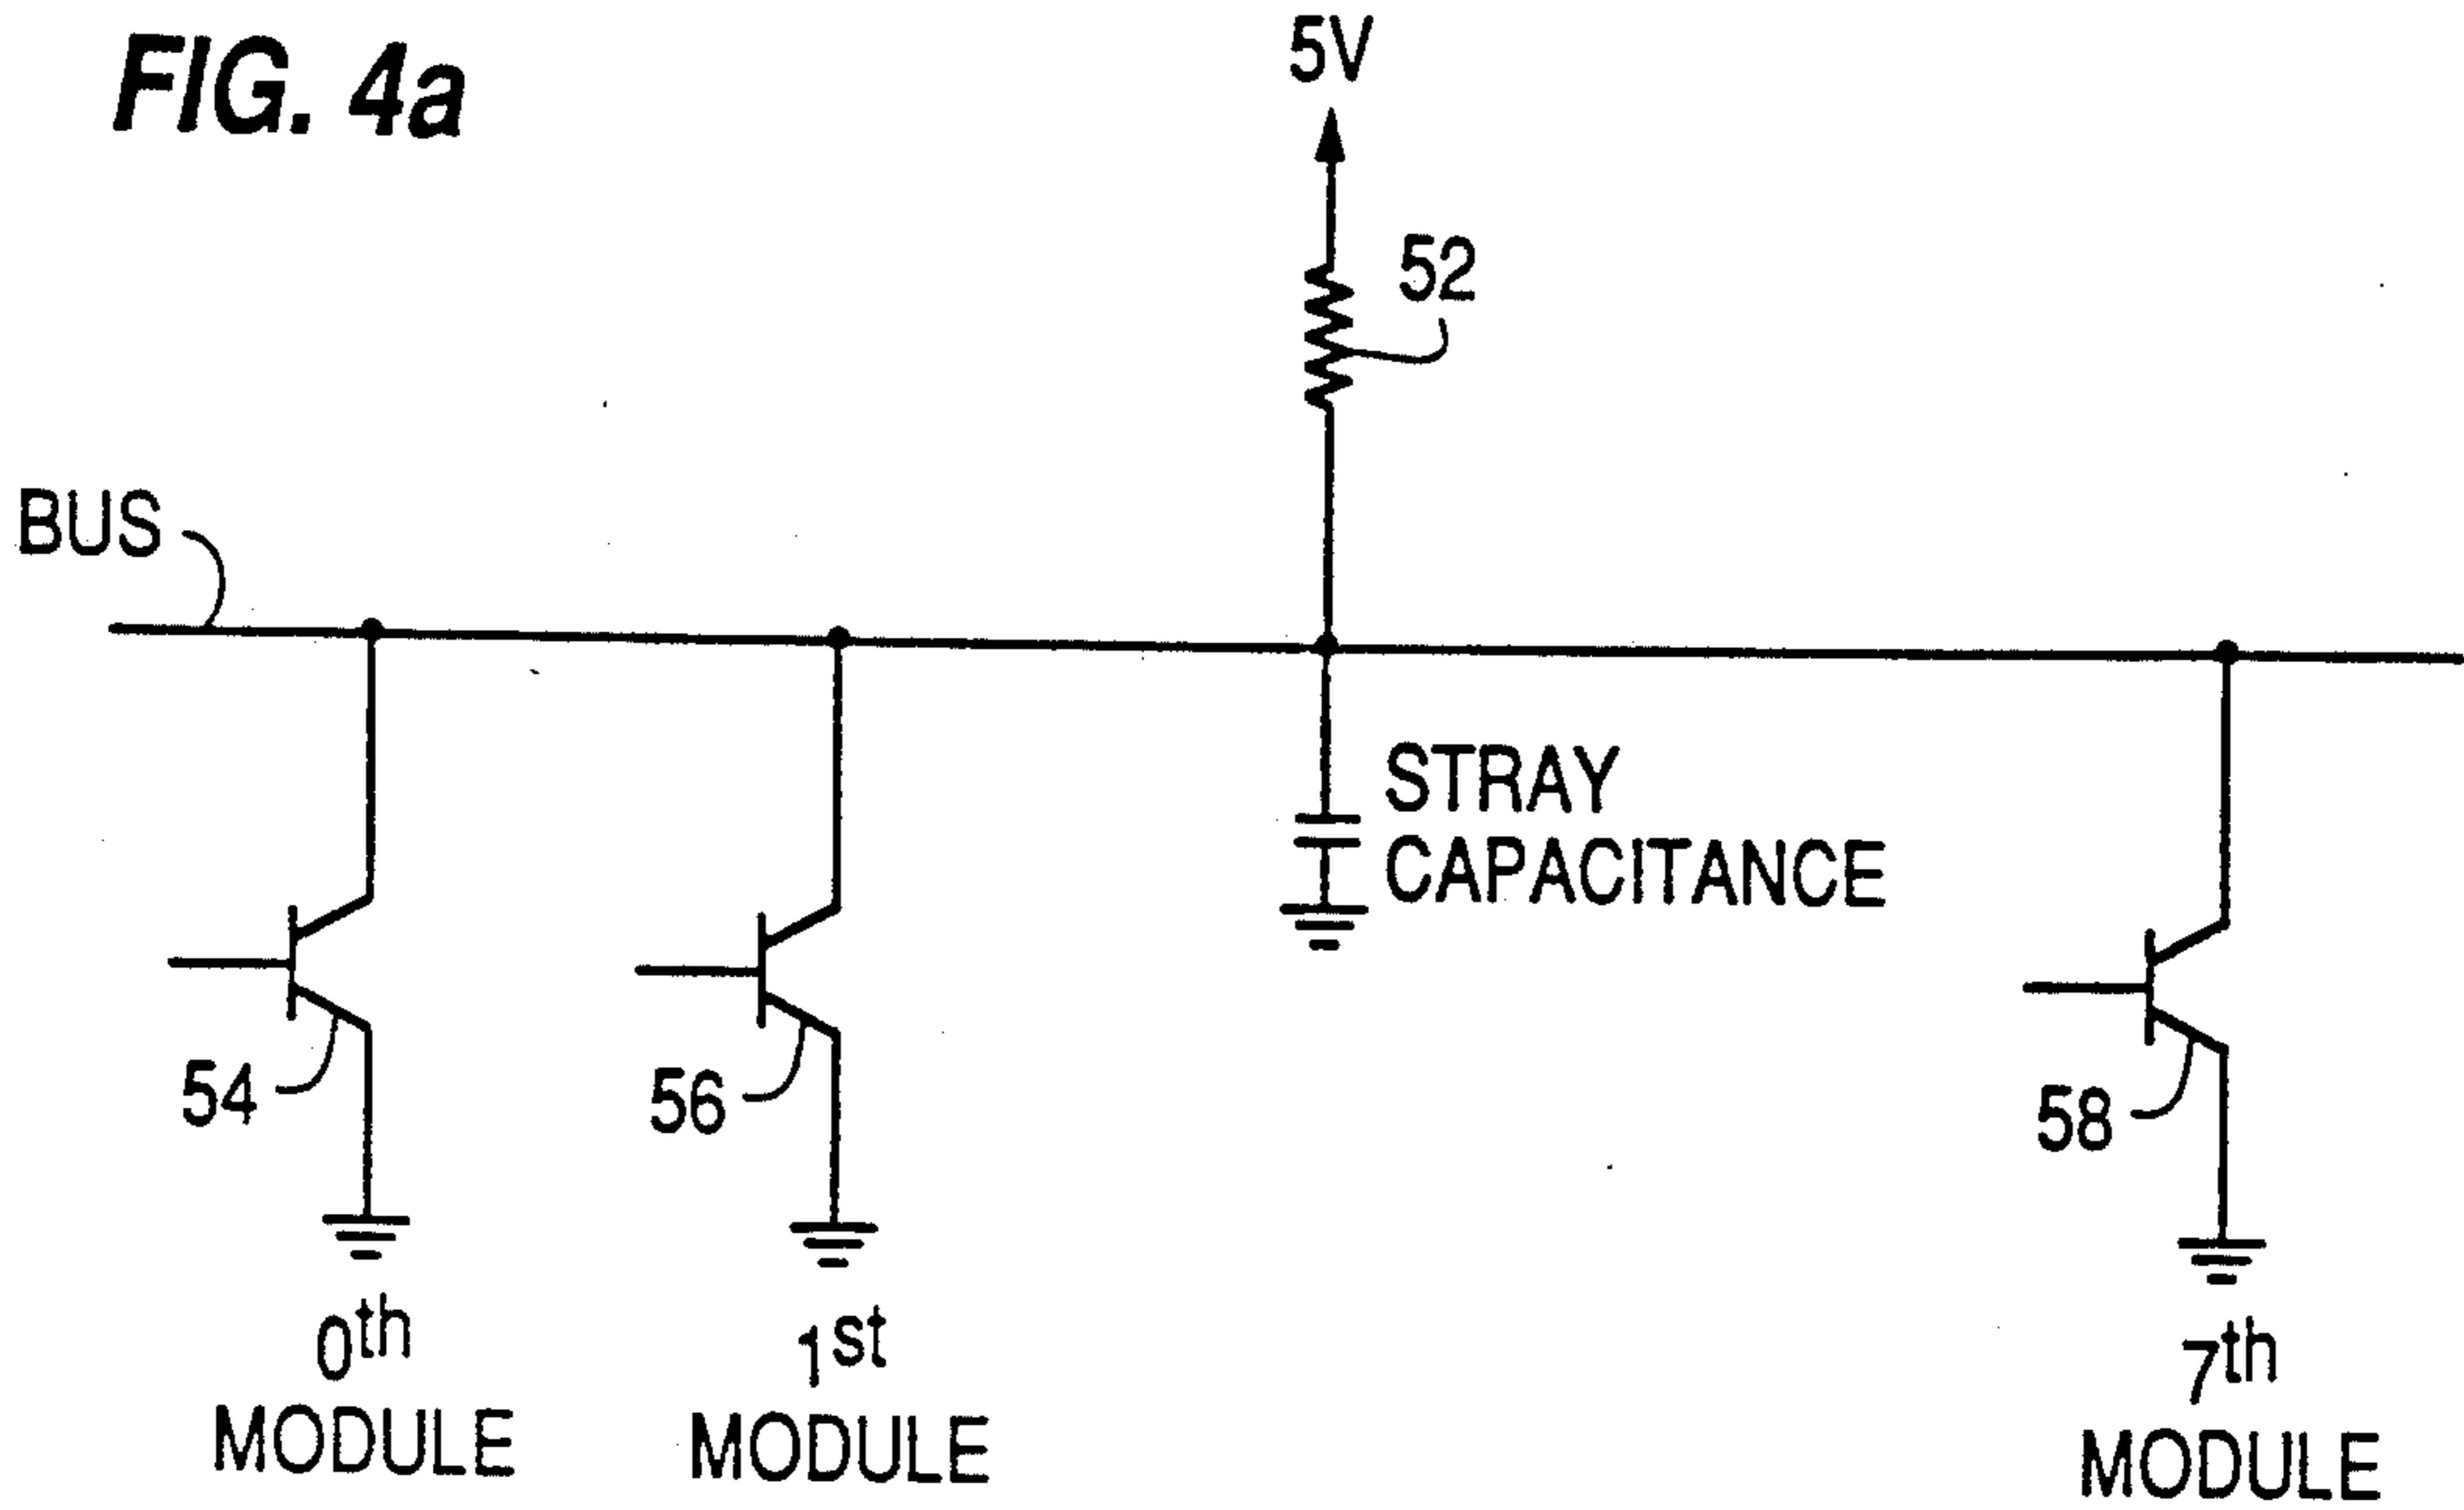 FIG. 4a
5V
52
BUS
STRAY
CAPACITANCE
54
56
58
0th
MODULE
1st
MODULE
7th
MODULE